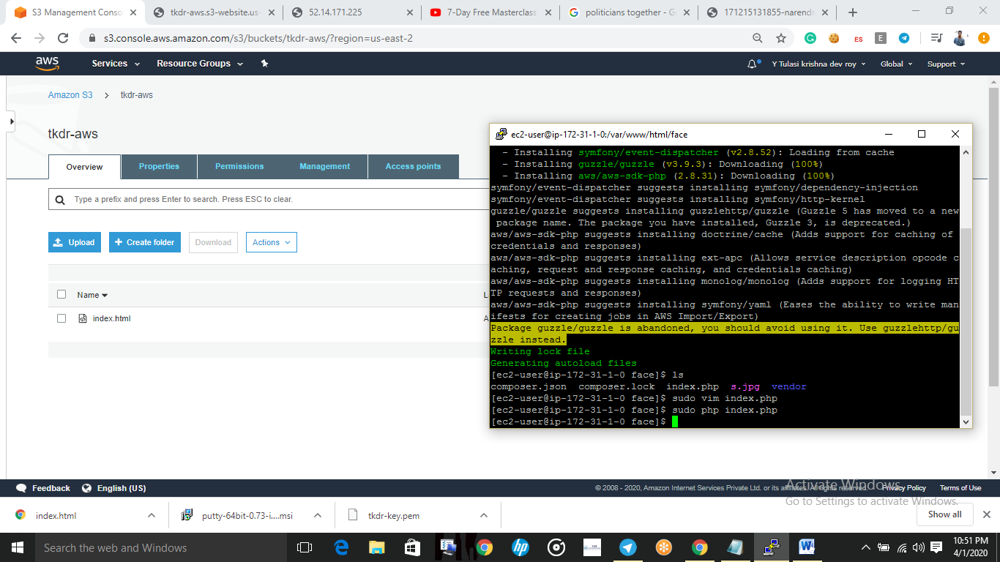 S3 Management Conso
tkdr-aws.s3-website.us-
52.14.171.225
7-Day Free Masterclass
politicians together - G
171215131855-narendr
s3.console.aws.amazon.com/s3/buckets/tkdr-aws/?region=us-east-2
ES
E
aws
Services
Resource Groups
Y Tulasi krishna dev roy
Global
Support
Amazon S3 > tkdr-aws
tkdr-aws
Overview
Properties
Permissions
Management
Access points
Type a prefix and press Enter to search. Press ESC to clear.
Upload
+ Create folder
Download
Actions
Name
L
index.html
A
ec2-user@ip-172-31-1-0:/var/www/html/face
- Installing symfony/event-dispatcher (v2.8.52): Loading from cache
- Installing guzzle/guzzle (v3.9.3): Downloading (100%)
- Installing aws/aws-sdk-php (2.8.31): Downloading (100%)
symfony/event-dispatcher suggests installing symfony/dependency-injection
symfony/event-dispatcher suggests installing symfony/http-kernel
guzzle/guzzle suggests installing guzzlehttp/guzzle (Guzzle 5 has moved to a new
package name. The package you have installed, Guzzle 3, is deprecated.)
aws/aws-sdk-php suggests installing doctrine/cache (Adds support for caching of
credentials and responses)
aws/aws-sdk-php suggests installing ext-apc (Allows service description opcode c
aching, request and response caching, and credentials caching)
aws/aws-sdk-php suggests installing monolog/monolog (Adds support for logging HT
TP requests and responses)
aws/aws-sdk-php suggests installing symfony/yaml (Eases the ability to write man
ifests for creating jobs in AWS Import/Export)
Package guzzle/guzzle is abandoned, you should avoid using it. Use guzzlehttp/gu
zzle instead.
Writing lock file
Generating autoload files
[ec2-user@ip-172-31-1-0 face]$ ls
composer.json composer.lock index.php s.jpg vendor
[ec2-user@ip-172-31-1-0 face]$ sudo vim index.php
[ec2-user@ip-172-31-1-0 face]$ sudo php index.php
[ec2-user@ip-172-31-1-0 face]$
Feedback
English (US)
© 2008 - 2020, Amazon Internet Services Private Ltd. or its affiliates. All rights reserved.
Privacy Policy
Terms of Use
Activate Windows
Go to Settings to activate Windows.
index.html
putty-64bit-0.73-i....msi
tkdr-key.pem
Show all
Search the web and Windows
10:51 PM
4/1/2020